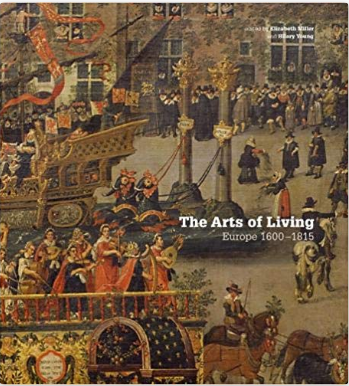 edited by Elizabeth Miller
and Hilary Young
The Arts of Living
Europe 1600–1815